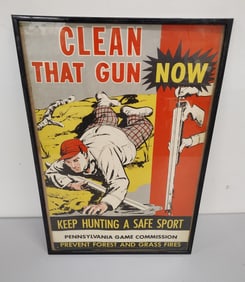 CLEAN
THAT GUN NOW
KEEP HUNTING A SAFE SPORT
PENNSYLVANIA GAME COMMISSION
PREVENT FOREST AND GRASS FIRES